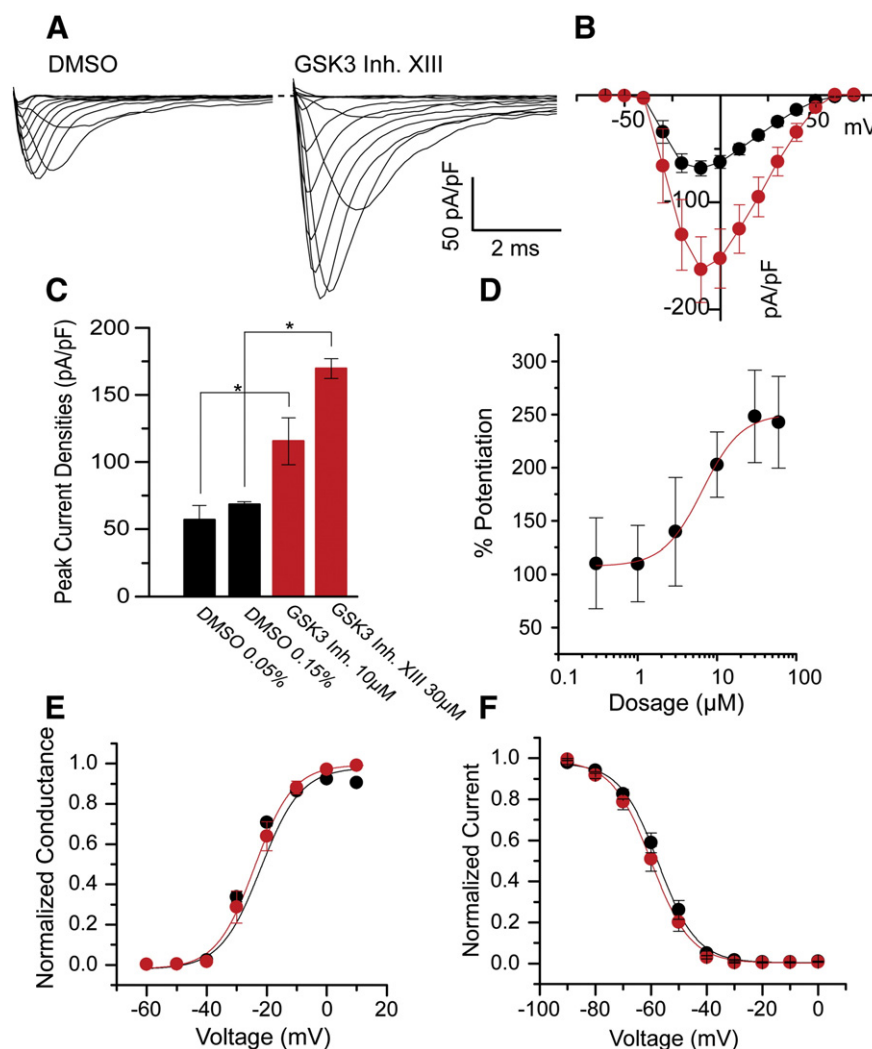 A
DMSO
GSK3 Inh. XIII
50 pA/pF
2 ms
B
-50
50
mV
-100
-200
pA/pF
C
Peak Current Densities (pA/pF)
200
150
100
50
0
*
*
DMSO 0.05%
DMSO 0.15%
GSK3 Inh. 10µM
GSK3 Inh. XIII 30µM
D
% Potentiation
300
250
200
150
100
50
0.1
1
10
100
Dosage (µM)
E
Normalized Conductance
1.0
0.8
0.6
0.4
0.2
0.0
-60
-40
-20
0
20
Voltage (mV)
F
Normalized Current
1.0
0.8
0.6
0.4
0.2
0.0
-100
-80
-60
-40
-20
0
Voltage (mV)